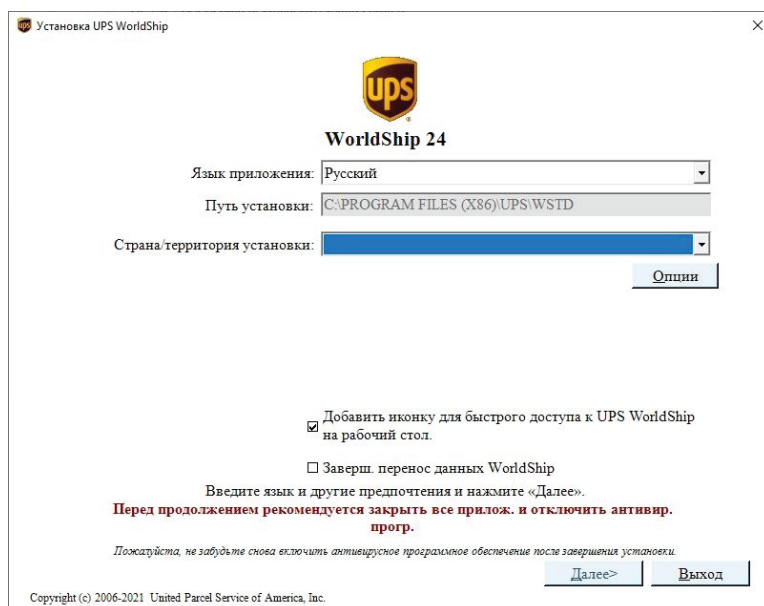 Установка UPS WorldShip
ups
WorldShip 24
Язык приложения: Русский
Путь установки: C:\PROGRAM FILES (X86)\UPS\WSTD
Страна/территория установки:
Опции
Добавить иконку для быстрого доступа к UPS WorldShip
на рабочий стол.
Заверш. перенос данных WorldShip
Введите язык и другие предпочтения и нажмите «Далее».
Перед продолжением рекомендуется закрыть все прилож. и отключить антивир.
прогр.
Пожалуйста, не забудьте снова включить антивирусное программное обеспечение после завершения установки.
Далее>
Выход
Copyright (c) 2006-2021 United Parcel Service of America, Inc.